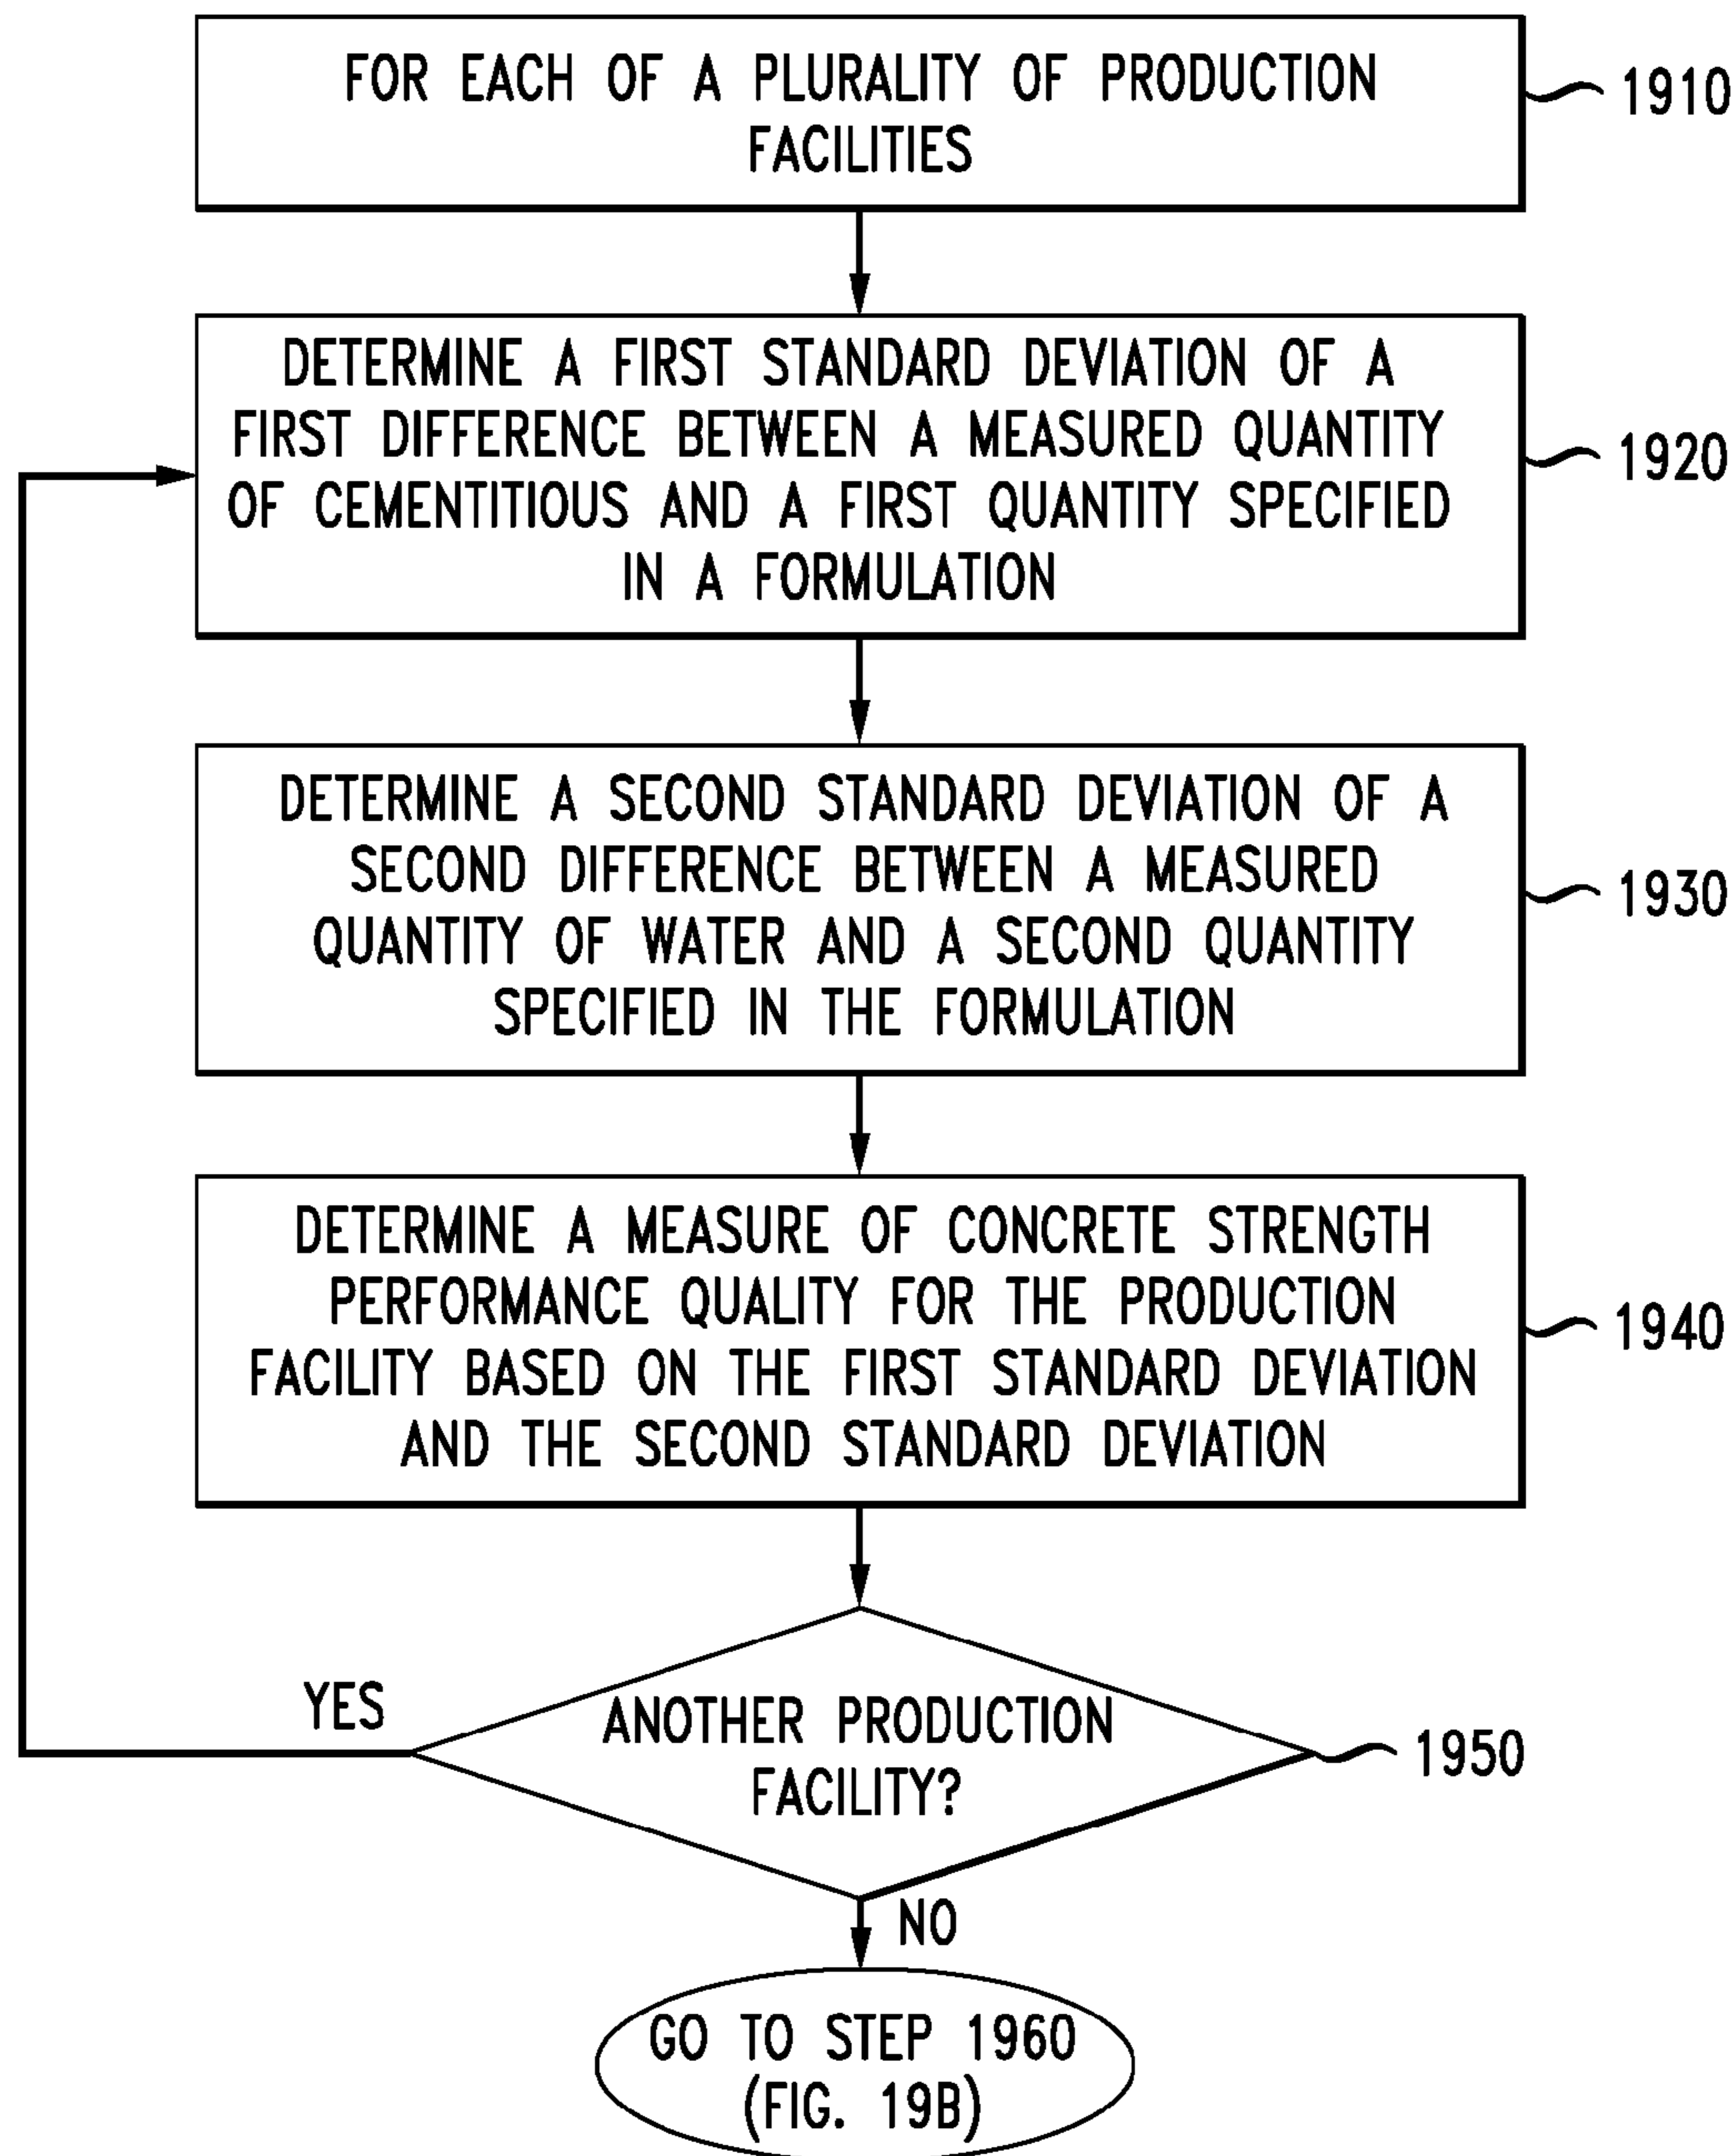 FOR EACH OF A PLURALITY OF PRODUCTION
FACILITIES
1910
DETERMINE A FIRST STANDARD DEVIATION OF A
FIRST DIFFERENCE BETWEEN A MEASURED QUANTITY
OF CEMENTITIOUS AND A FIRST QUANTITY SPECIFIED
IN A FORMULATION
1920
DETERMINE A SECOND STANDARD DEVIATION OF A
SECOND DIFFERENCE BETWEEN A MEASURED
QUANTITY OF WATER AND A SECOND QUANTITY
SPECIFIED IN THE FORMULATION
1930
DETERMINE A MEASURE OF CONCRETE STRENGTH
PERFORMANCE QUALITY FOR THE PRODUCTION
FACILITY BASED ON THE FIRST STANDARD DEVIATION
AND THE SECOND STANDARD DEVIATION
1940
YES
ANOTHER PRODUCTION
FACILITY?
1950
NO
GO TO STEP 1960
(FIG. 19B)